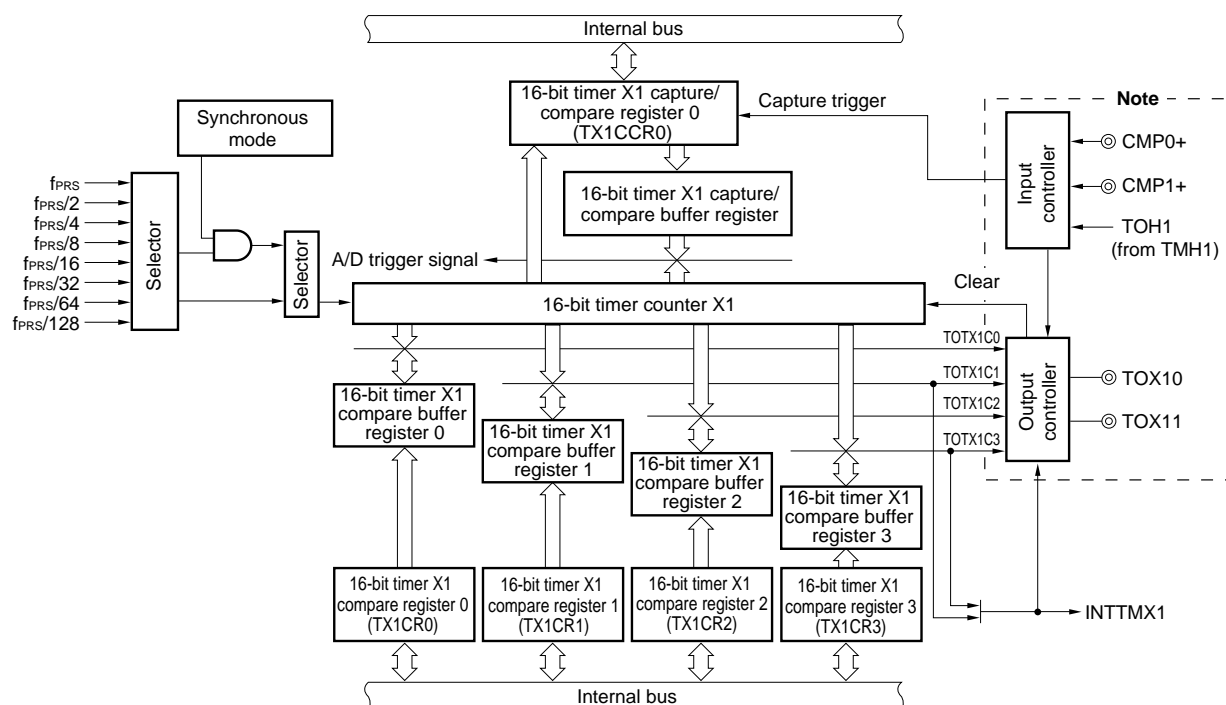 Internal bus
16-bit timer X1 capture/
compare register 0
(TX1CCR0)
Capture trigger
Note
Synchronous
mode
Input
controller
CMP0+
CMP1+
TOH1
(from TMH1)
fPRS
fPRS/2
fPRS/4
fPRS/8
fPRS/16
fPRS/32
fPRS/64
fPRS/128
Selector
Selector
16-bit timer X1 capture/
compare buffer register
A/D trigger signal
16-bit timer counter X1
Clear
TOTX1C0
TOTX1C1
TOTX1C2
TOTX1C3
Output
controller
TOX10
TOX11
16-bit timer X1
compare buffer
register 0
16-bit timer X1
compare buffer
register 1
16-bit timer X1
compare buffer
register 2
16-bit timer X1
compare buffer
register 3
16-bit timer X1
compare register 0
(TX1CR0)
16-bit timer X1
compare register 1
(TX1CR1)
16-bit timer X1
compare register 2
(TX1CR2)
16-bit timer X1
compare register 3
(TX1CR3)
INTTMX1
Internal bus